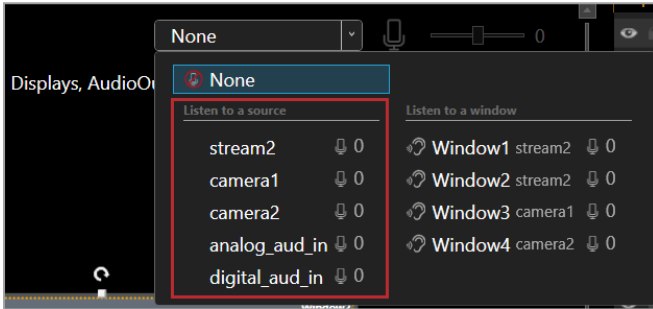 None
0
Displays, AudioOu
None
Listen to a source
stream2 0
camera1 0
camera2 0
analog_aud_in 0
digital_aud_in 0
Listen to a window
Window1 stream2 0
Window2 stream2 0
Window3 camera1 0
Window4 camera2 0